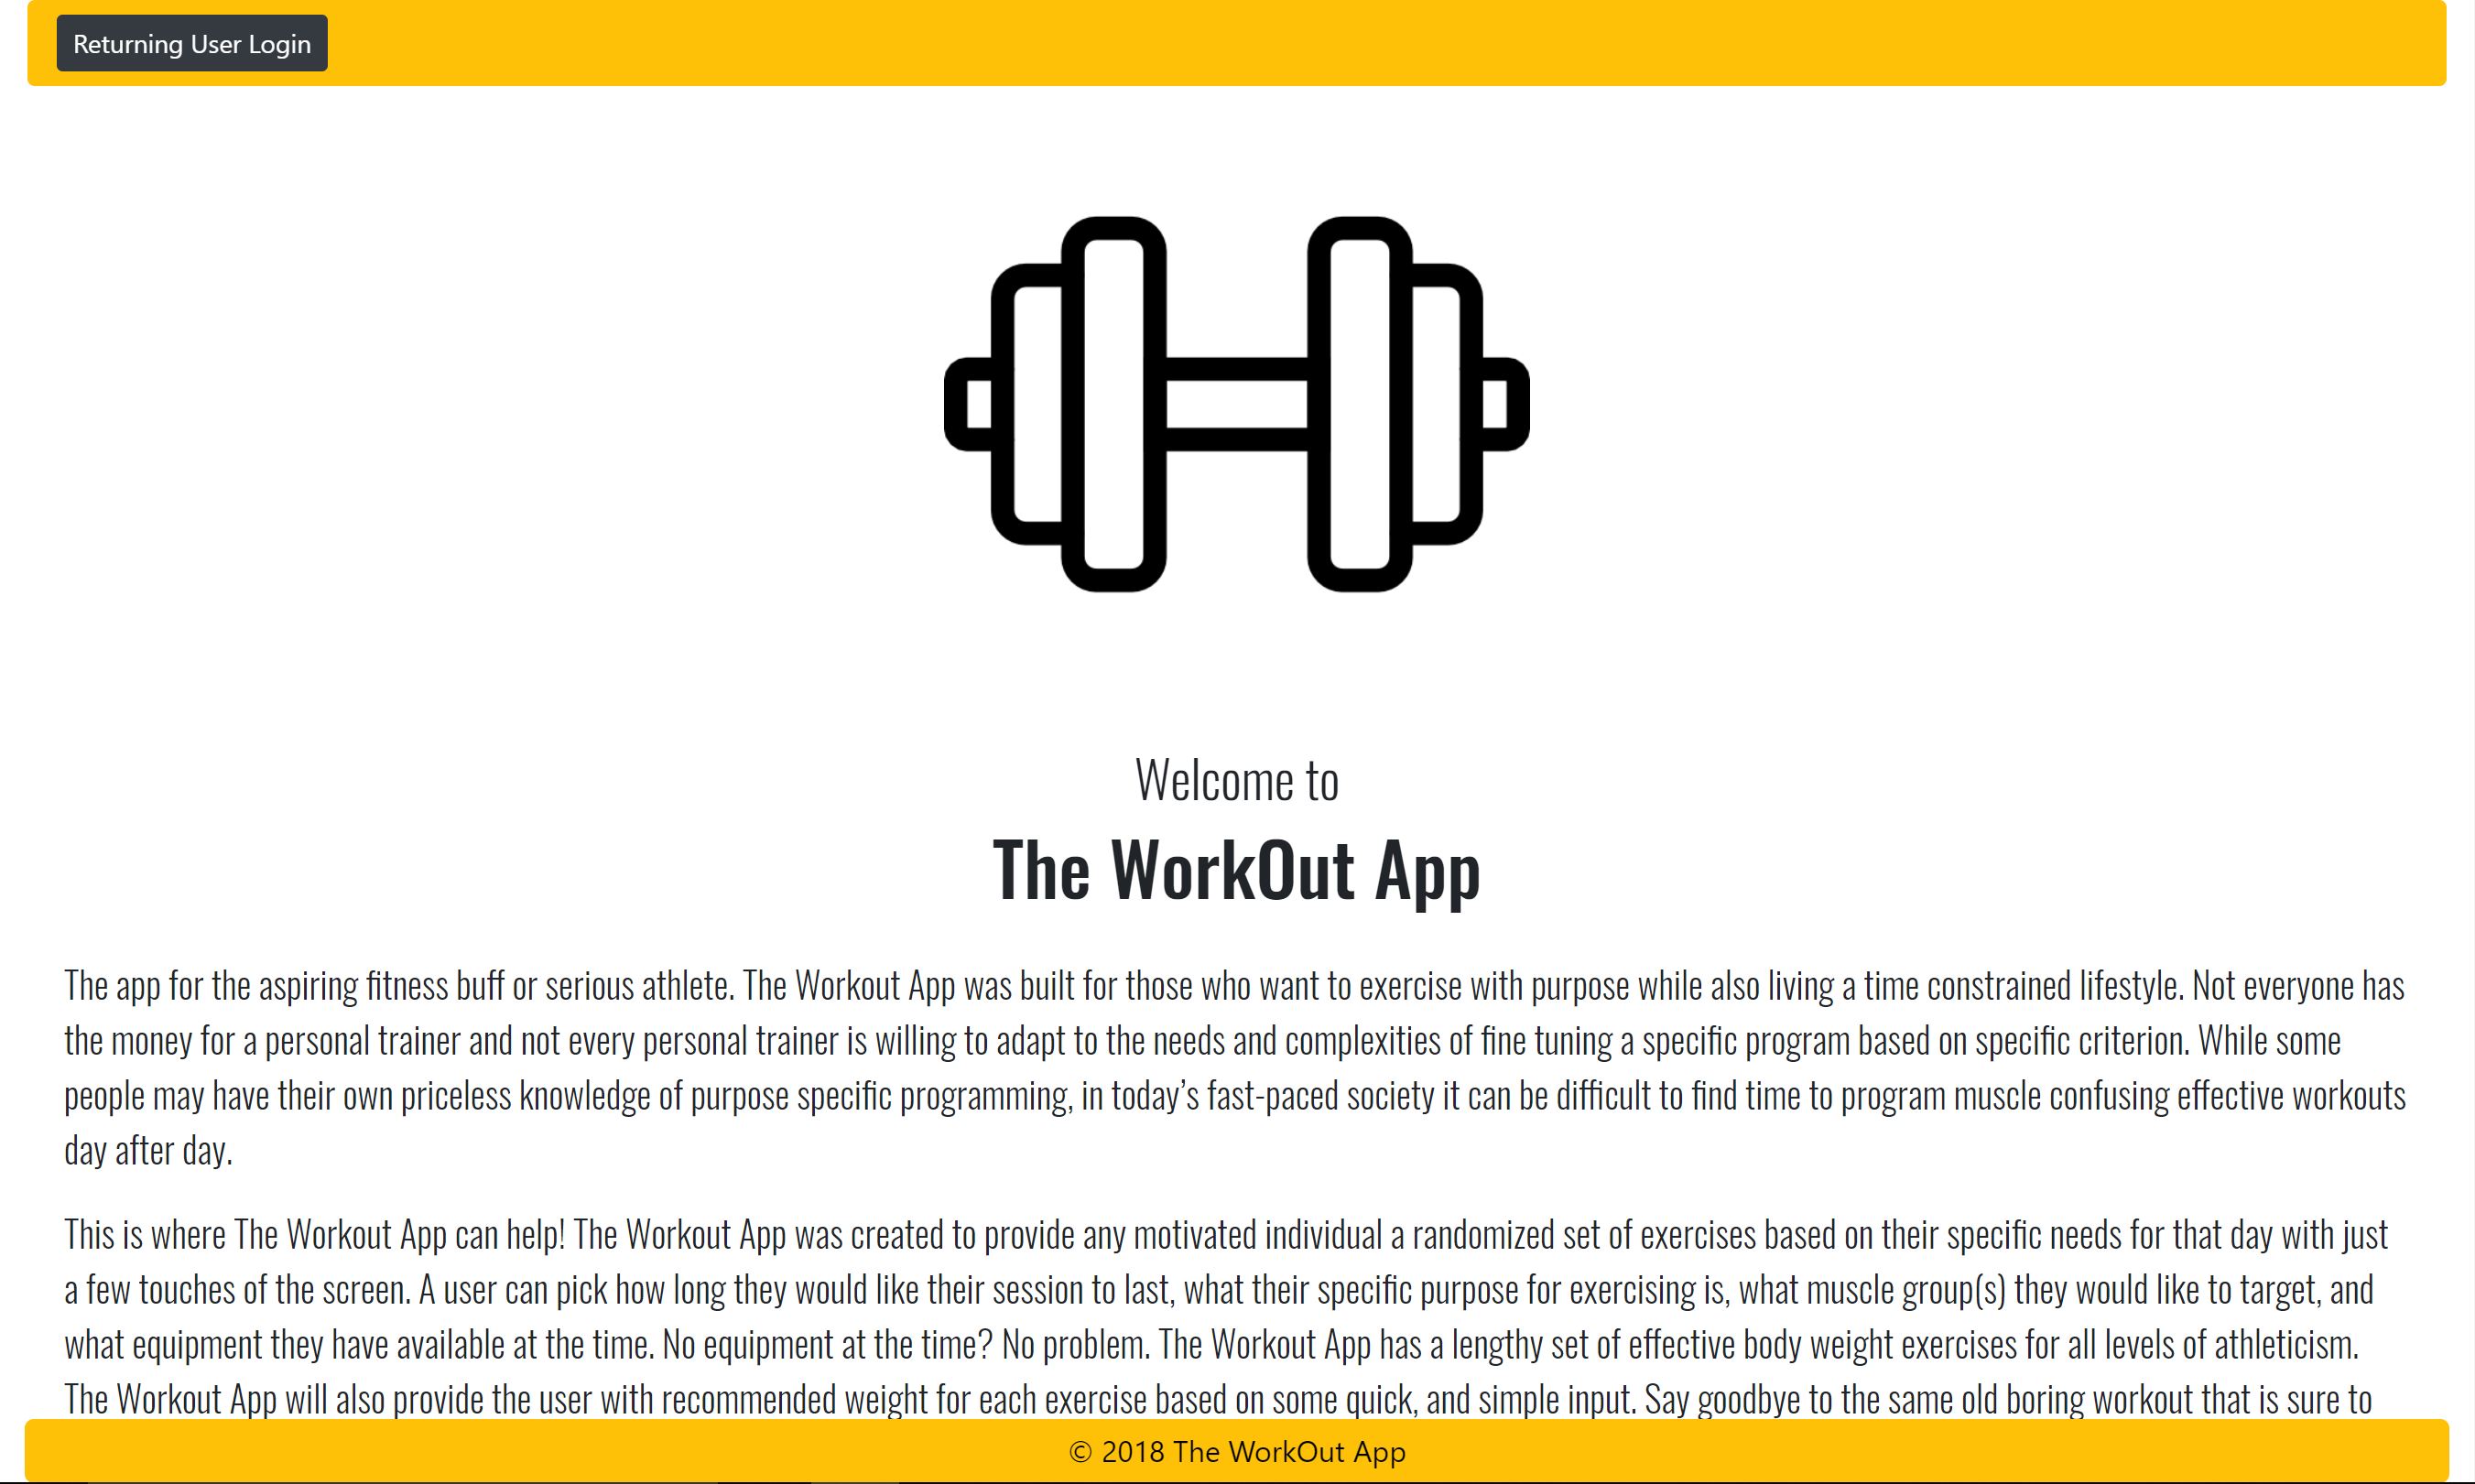 Returning User Login
Welcome to
The WorkOut App
The app for the aspiring fitness buff or serious athlete. The Workout App was built for those who want to exercise with purpose while also living a time constrained lifestyle. Not everyone has
the money for a personal trainer and not every personal trainer is willing to adapt to the needs and complexities of fine tuning a specific program based on specific criterion. While some
people may have their own priceless knowledge of purpose specific programming, in today’s fast-paced society it can be difficult to find time to program muscle confusing effective workouts
day after day.
This is where The Workout App can help! The Workout App was created to provide any motivated individual a randomized set of exercises based on their specific needs for that day with just
a few touches of the screen. A user can pick how long they would like their session to last, what their specific purpose for exercising is, what muscle group(s) they would like to target, and
what equipment they have available at the time. No equipment at the time? No problem. The Workout App has a lengthy set of effective body weight exercises for all levels of athleticism.
The Workout App will also provide the user with recommended weight for each exercise based on some quick, and simple input. Say goodbye to the same old boring workout that is sure to
© 2018 The WorkOut App